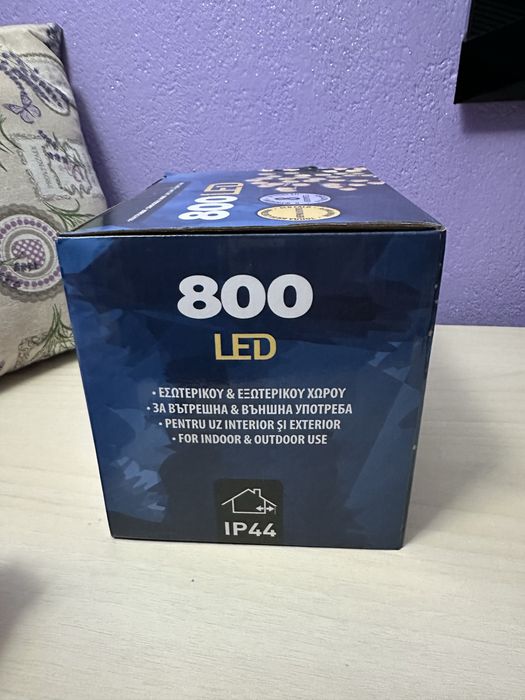 800 LED
800
LED
• ΕΣΩΤΕΡΙΚΟΥ & ΕΞΩΤΕΡΙΚΟΥ ΧΩΡΟΥ
• ЗА ВЪТРЕШНА & ВЪНШНА УПОТРЕБА
• PENTRU UZ INTERIOR ŞI EXTERIOR
• FOR INDOOR & OUTDOOR USE
IP44